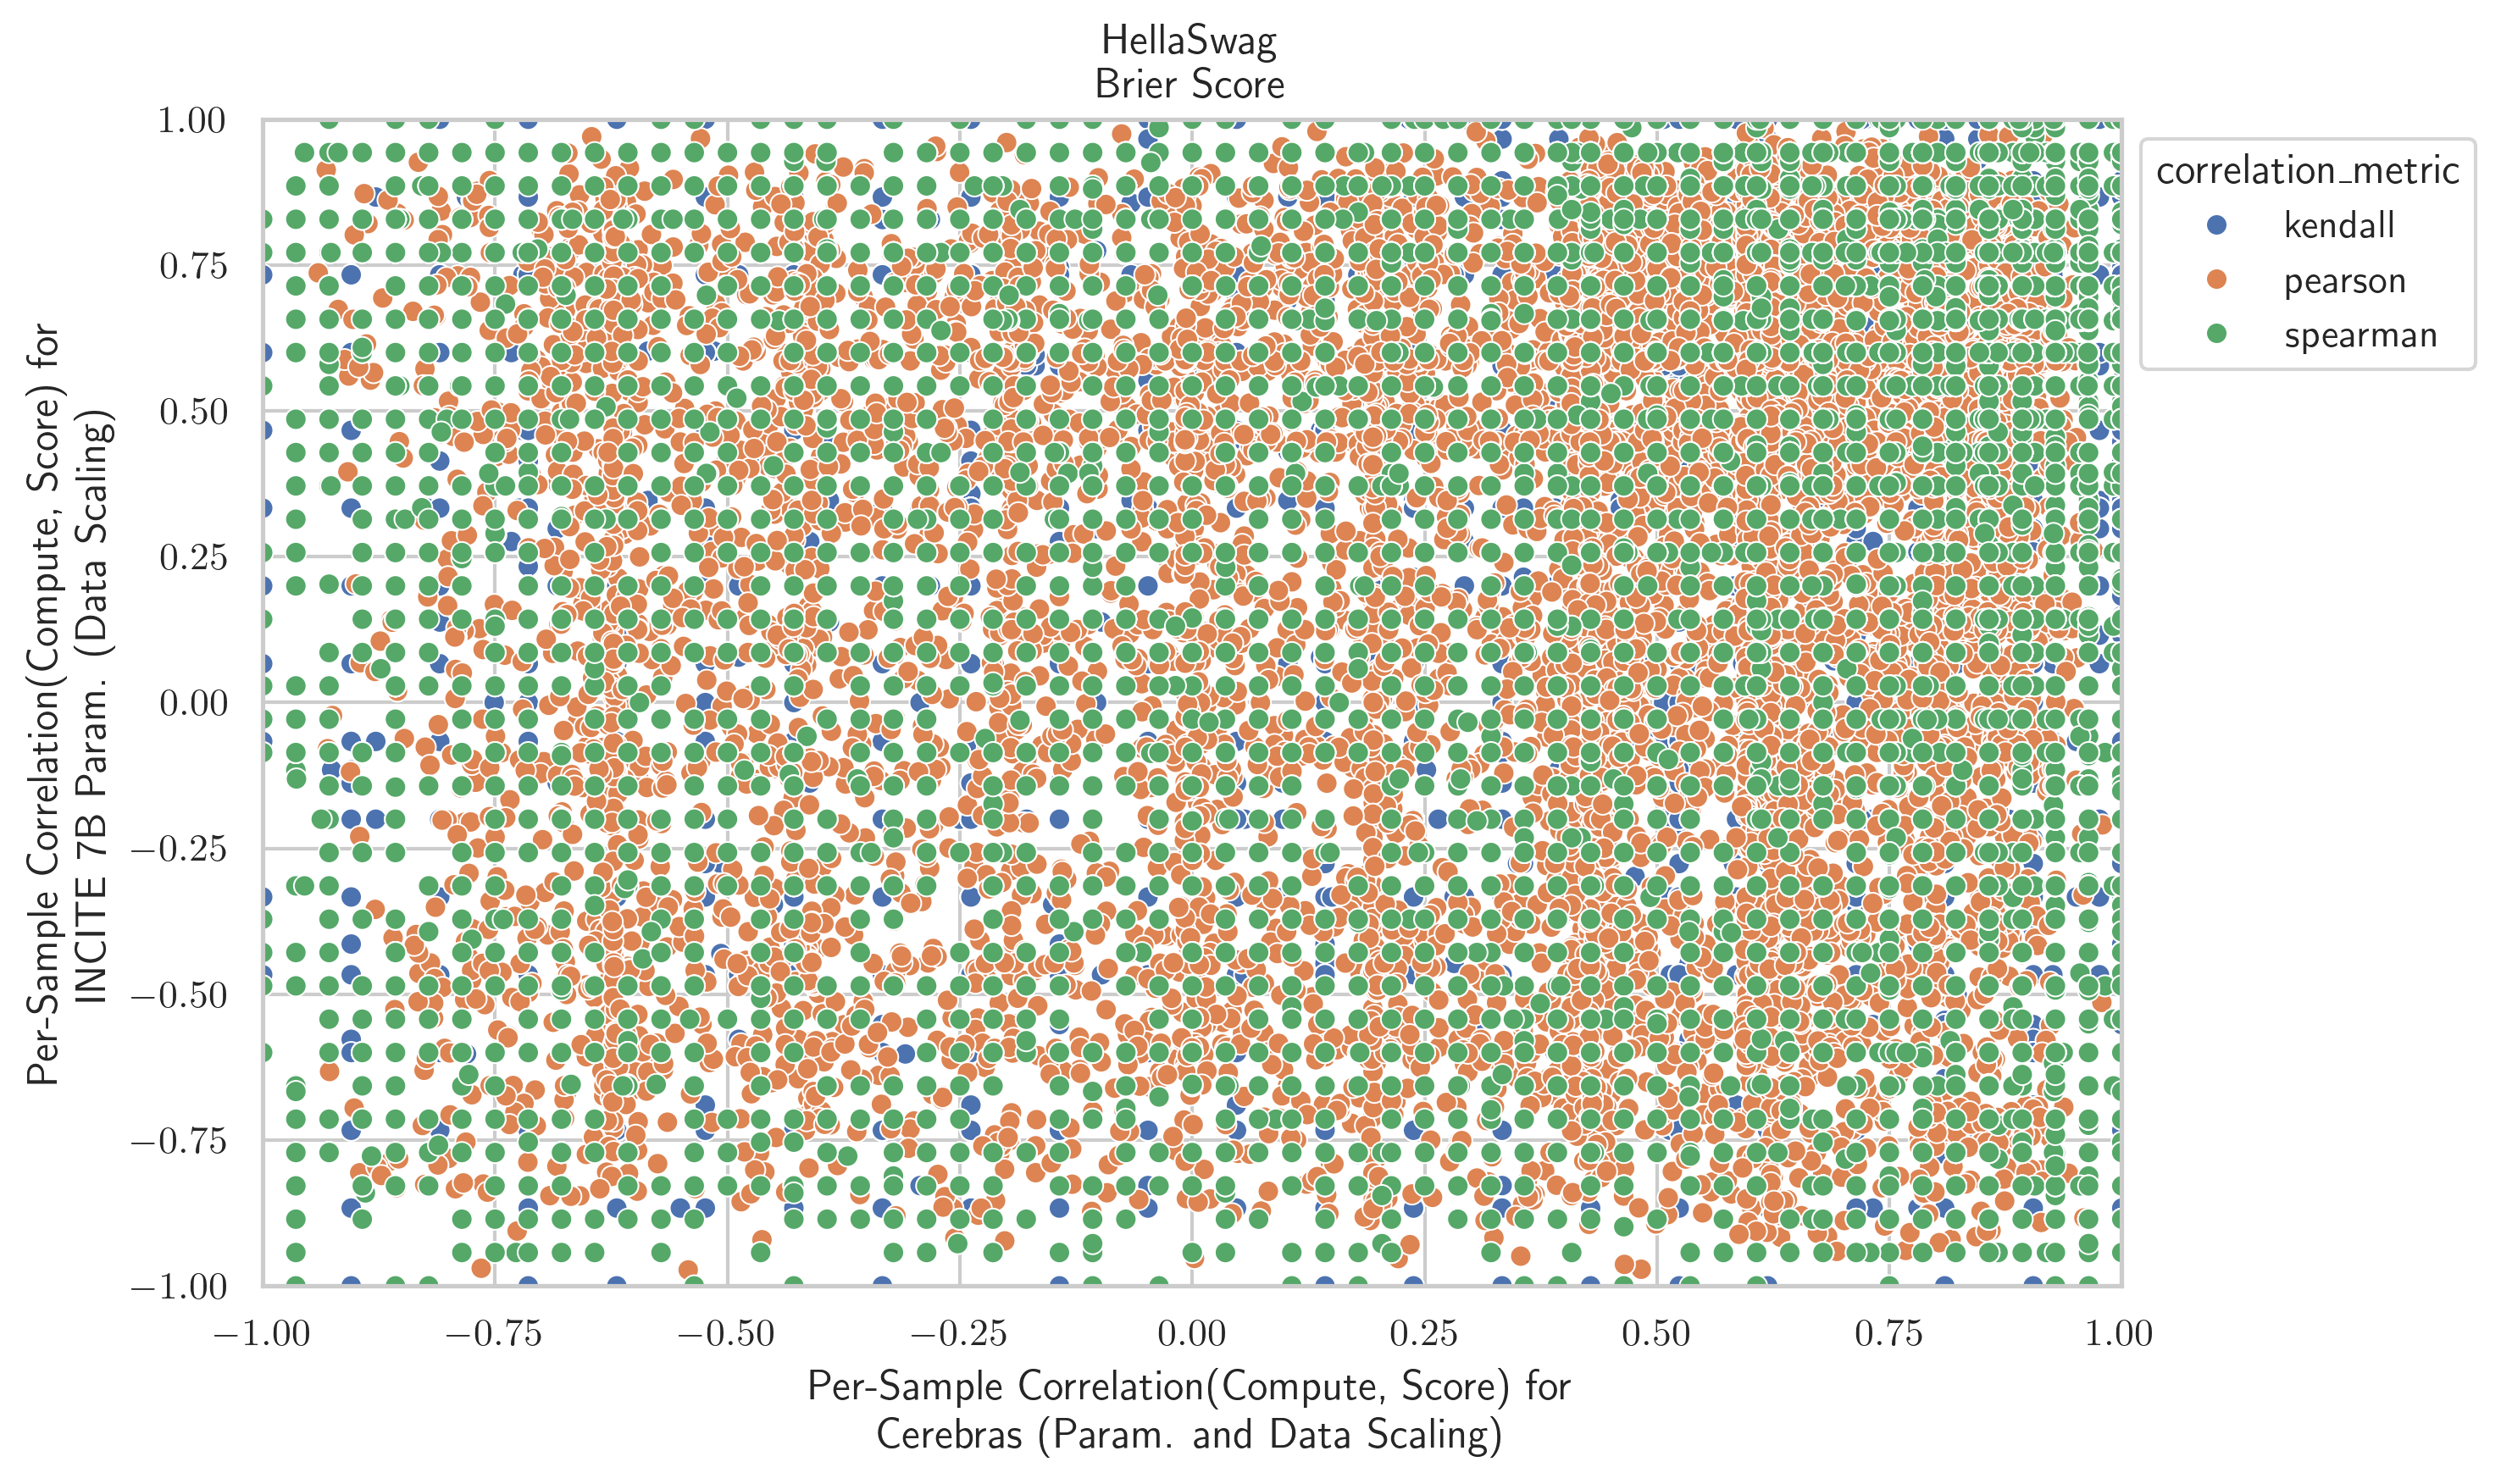 HellaSwag
Brier Score
Per-Sample Correlation(Compute, Score) for
INCITE 7B Param. (Data Scaling)
1.00
0.75
0.50
0.25
0.00
−0.25
−0.50
−0.75
−1.00
−1.00 −0.75 −0.50 −0.25 0.00 0.25 0.50 0.75 1.00
Per-Sample Correlation(Compute, Score) for
Cerebras (Param. and Data Scaling)
correlation_metric
kendall
pearson
spearman